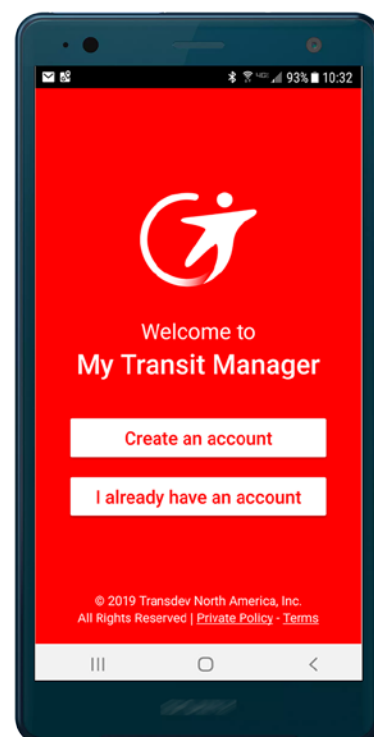 93% 10:32
Welcome to
My Transit Manager
Create an account
I already have an account
© 2019 Transdev North America, Inc.
All Rights Reserved | Private Policy - Terms